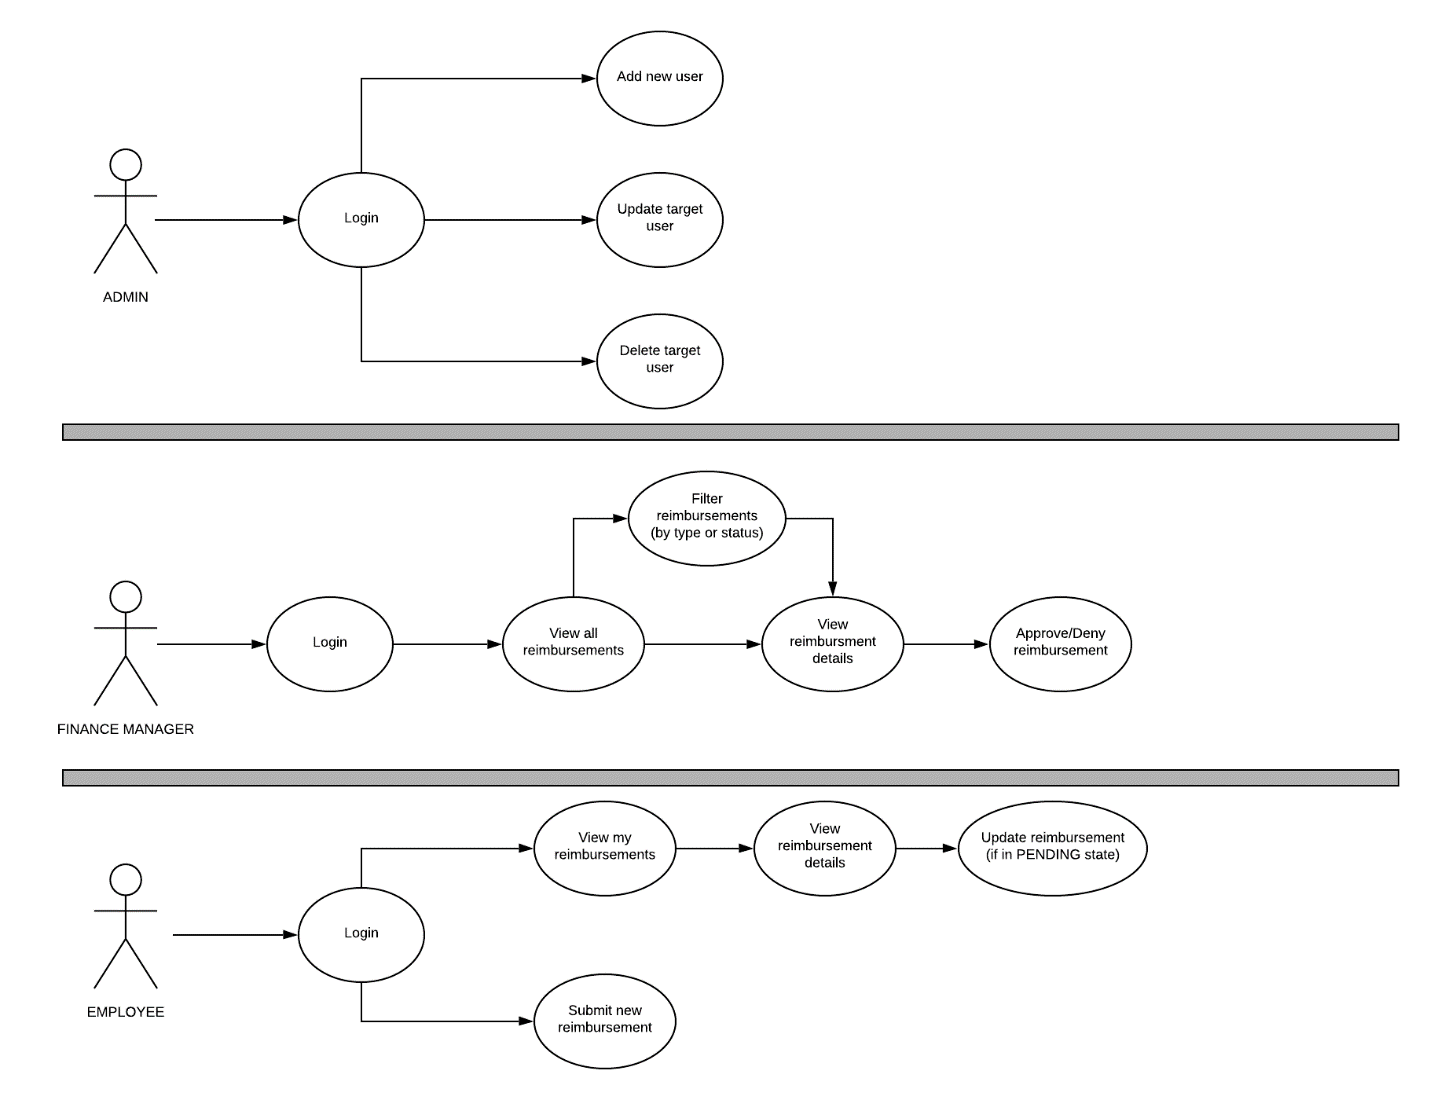 Add new user
Login
Update target
user
ADMIN
Delete target
user
Filter
reimbursements
(by type or status)
Login
View all
reimbursements
View
reimbursment
details
Approve/Deny
reimbursement
FINANCE MANAGER
View my
reimbursements
View
reimbursement
details
Update reimbursement
(if in PENDING state)
Login
EMPLOYEE
Submit new
reimbursement